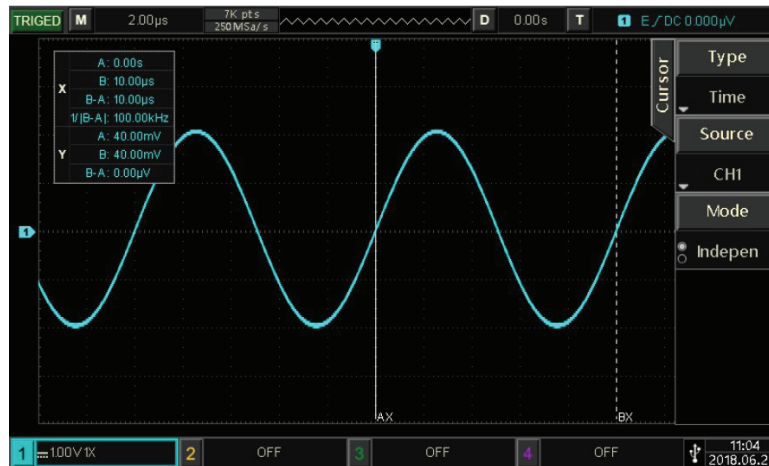 TRIGED M 2.00µs 7K pts D 0.00s T 1 E DC 0.000µV
250MSa/s
X
A: 0.00s
B: 10.00µs
B-A: 10.00µs
1/|B-A|: 100.00kHz
Y
A: 40.00mV
B: 40.00mV
B-A: 0.00µV
Cursor
Type
Time
Source
CH1
Mode
Indepen
1
AX BX
1 1.00V 1X 2 OFF 3 OFF 4 OFF 11:04
2018.06.2